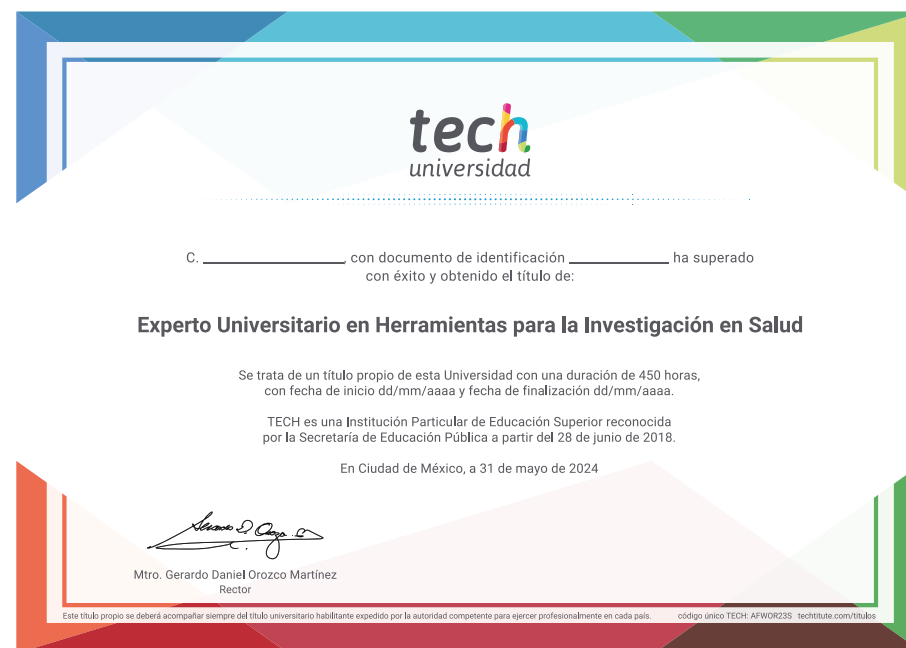 tech
universidad
C. ____________, con documento de identificación ____________ ha superado
con éxito y obtenido el título de:
Experto Universitario en Herramientas para la Investigación en Salud
Se trata de un título propio de esta Universidad con una duración de 450 horas,
con fecha de inicio dd/mm/aaaa y fecha de finalización dd/mm/aaaa.
TECH es una Institución Particular de Educación Superior reconocida
por la Secretaría de Educación Pública a partir del 28 de junio de 2018.
En Ciudad de México, a 31 de mayo de 2024
Mtro. Gerardo Daniel Orozco Martínez
Rector
Este título propio se deberá acompañar siempre del título universitario habilitante expedido por la autoridad competente para ejercer profesionalmente en cada país. código único TECH: AFWOR23S techtitute.com/titulos